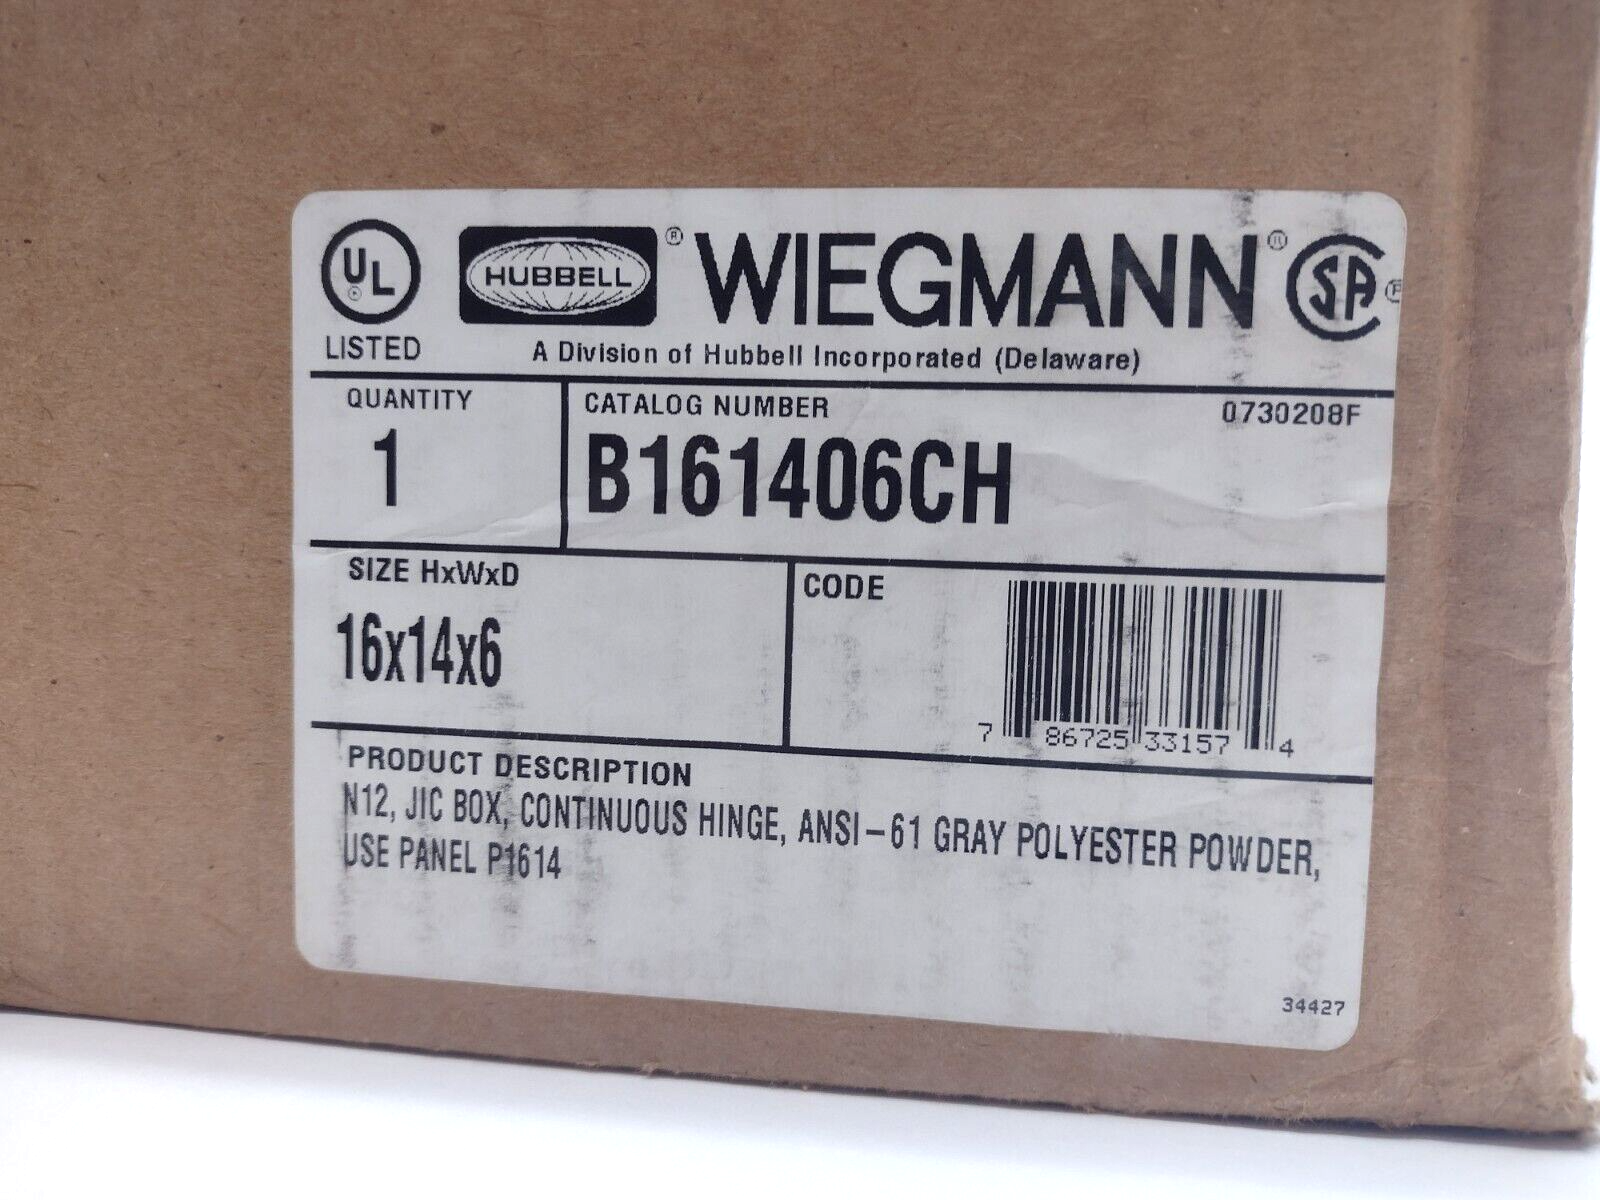 UL
LISTED
HUBBELL ® WIEGMANN ® SA ®
A Division of Hubbell Incorporated (Delaware)
QUANTITY
1
CATALOG NUMBER 0730208F
B161406CH
SIZE HxWxD
16x14x6
CODE
7 86725 33157 4
PRODUCT DESCRIPTION
N12, JIC BOX, CONTINUOUS HINGE, ANSI-61 GRAY POLYESTER POWDER,
USE PANEL P1614
34427